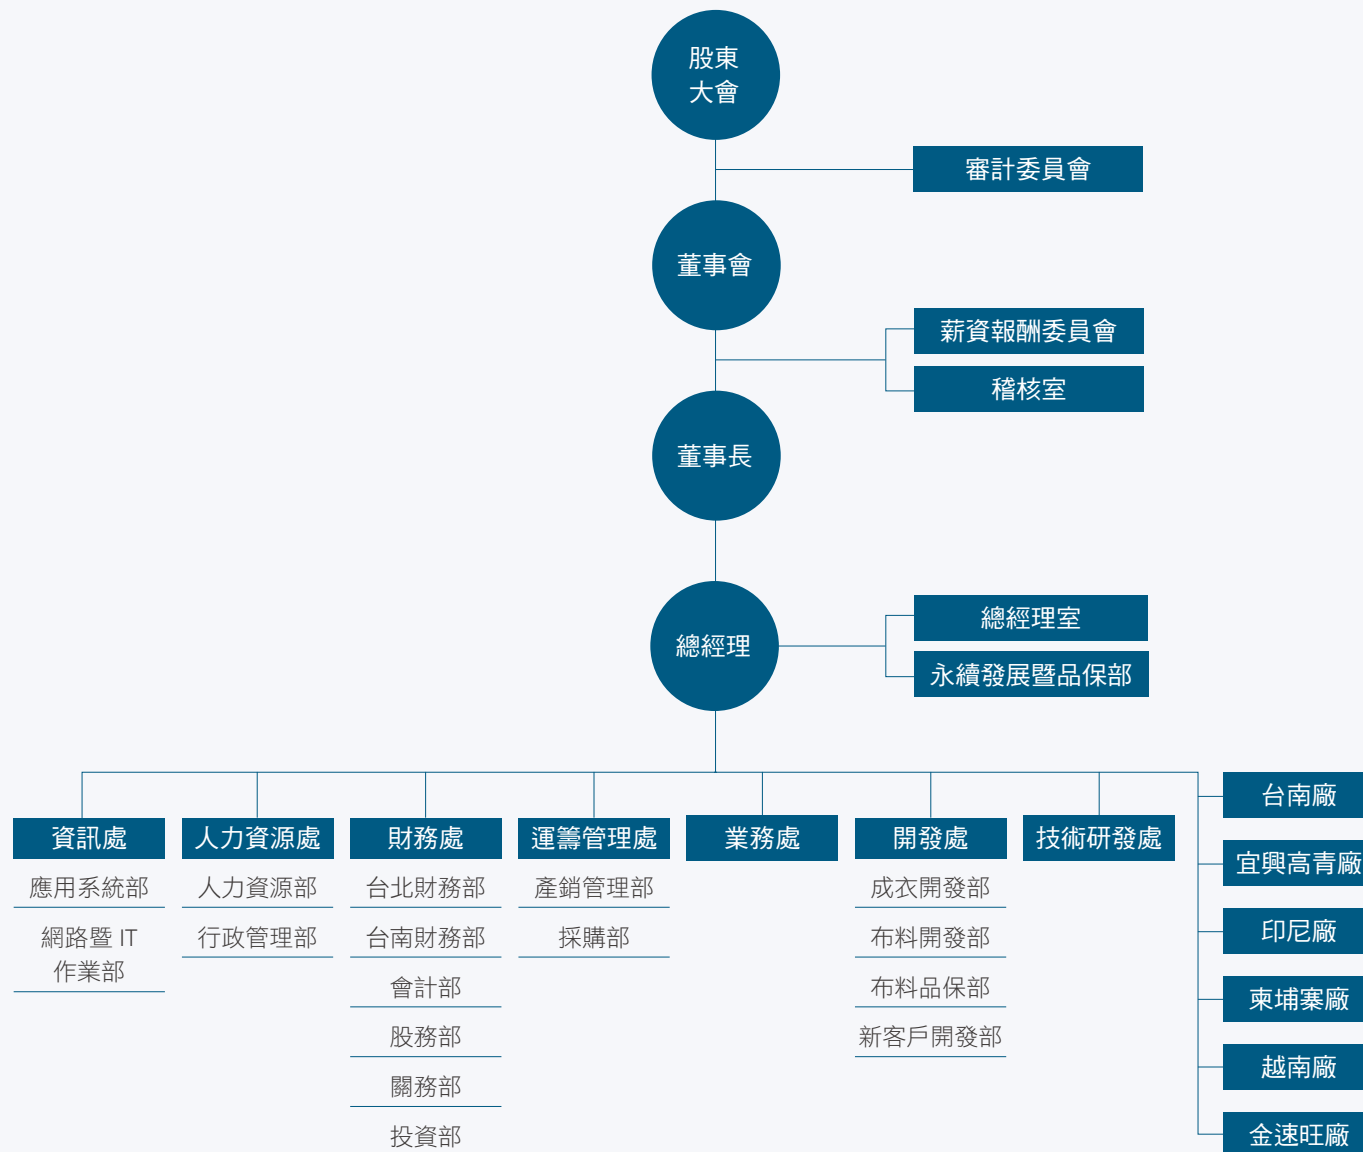 股東
大會
審計委員會
董事會
薪資報酬委員會
稽核室
董事長
總經理
總經理室
永續發展暨品保部
資訊處
應用系統部
網路暨 IT
作業部
人力資源處
人力資源部
行政管理部
財務處
台北財務部
台南財務部
會計部
股務部
關務部
投資部
運籌管理處
產銷管理部
採購部
業務處
開發處
成衣開發部
布料開發部
布料品保部
新客戶開發部
技術研發處
台南廠
宜興高青廠
印尼廠
柬埔寨廠
越南廠
金速旺廠